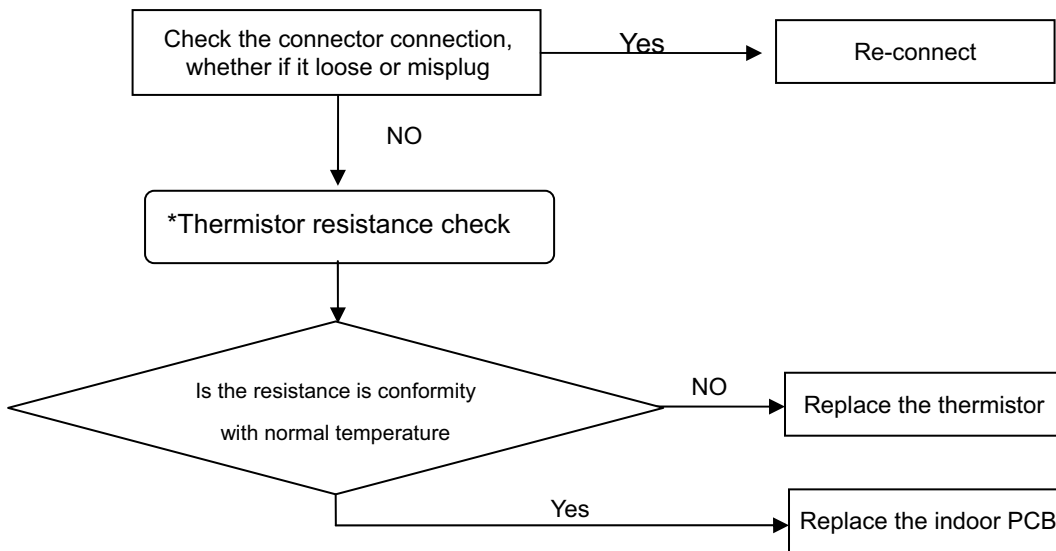 Check the connector connection,
whether if it loose or misplug
Yes
Re-connect
NO
*Thermistor resistance check
Is the resistance is conformity
with normal temperature
NO
Replace the thermistor
Yes
Replace the indoor PCB